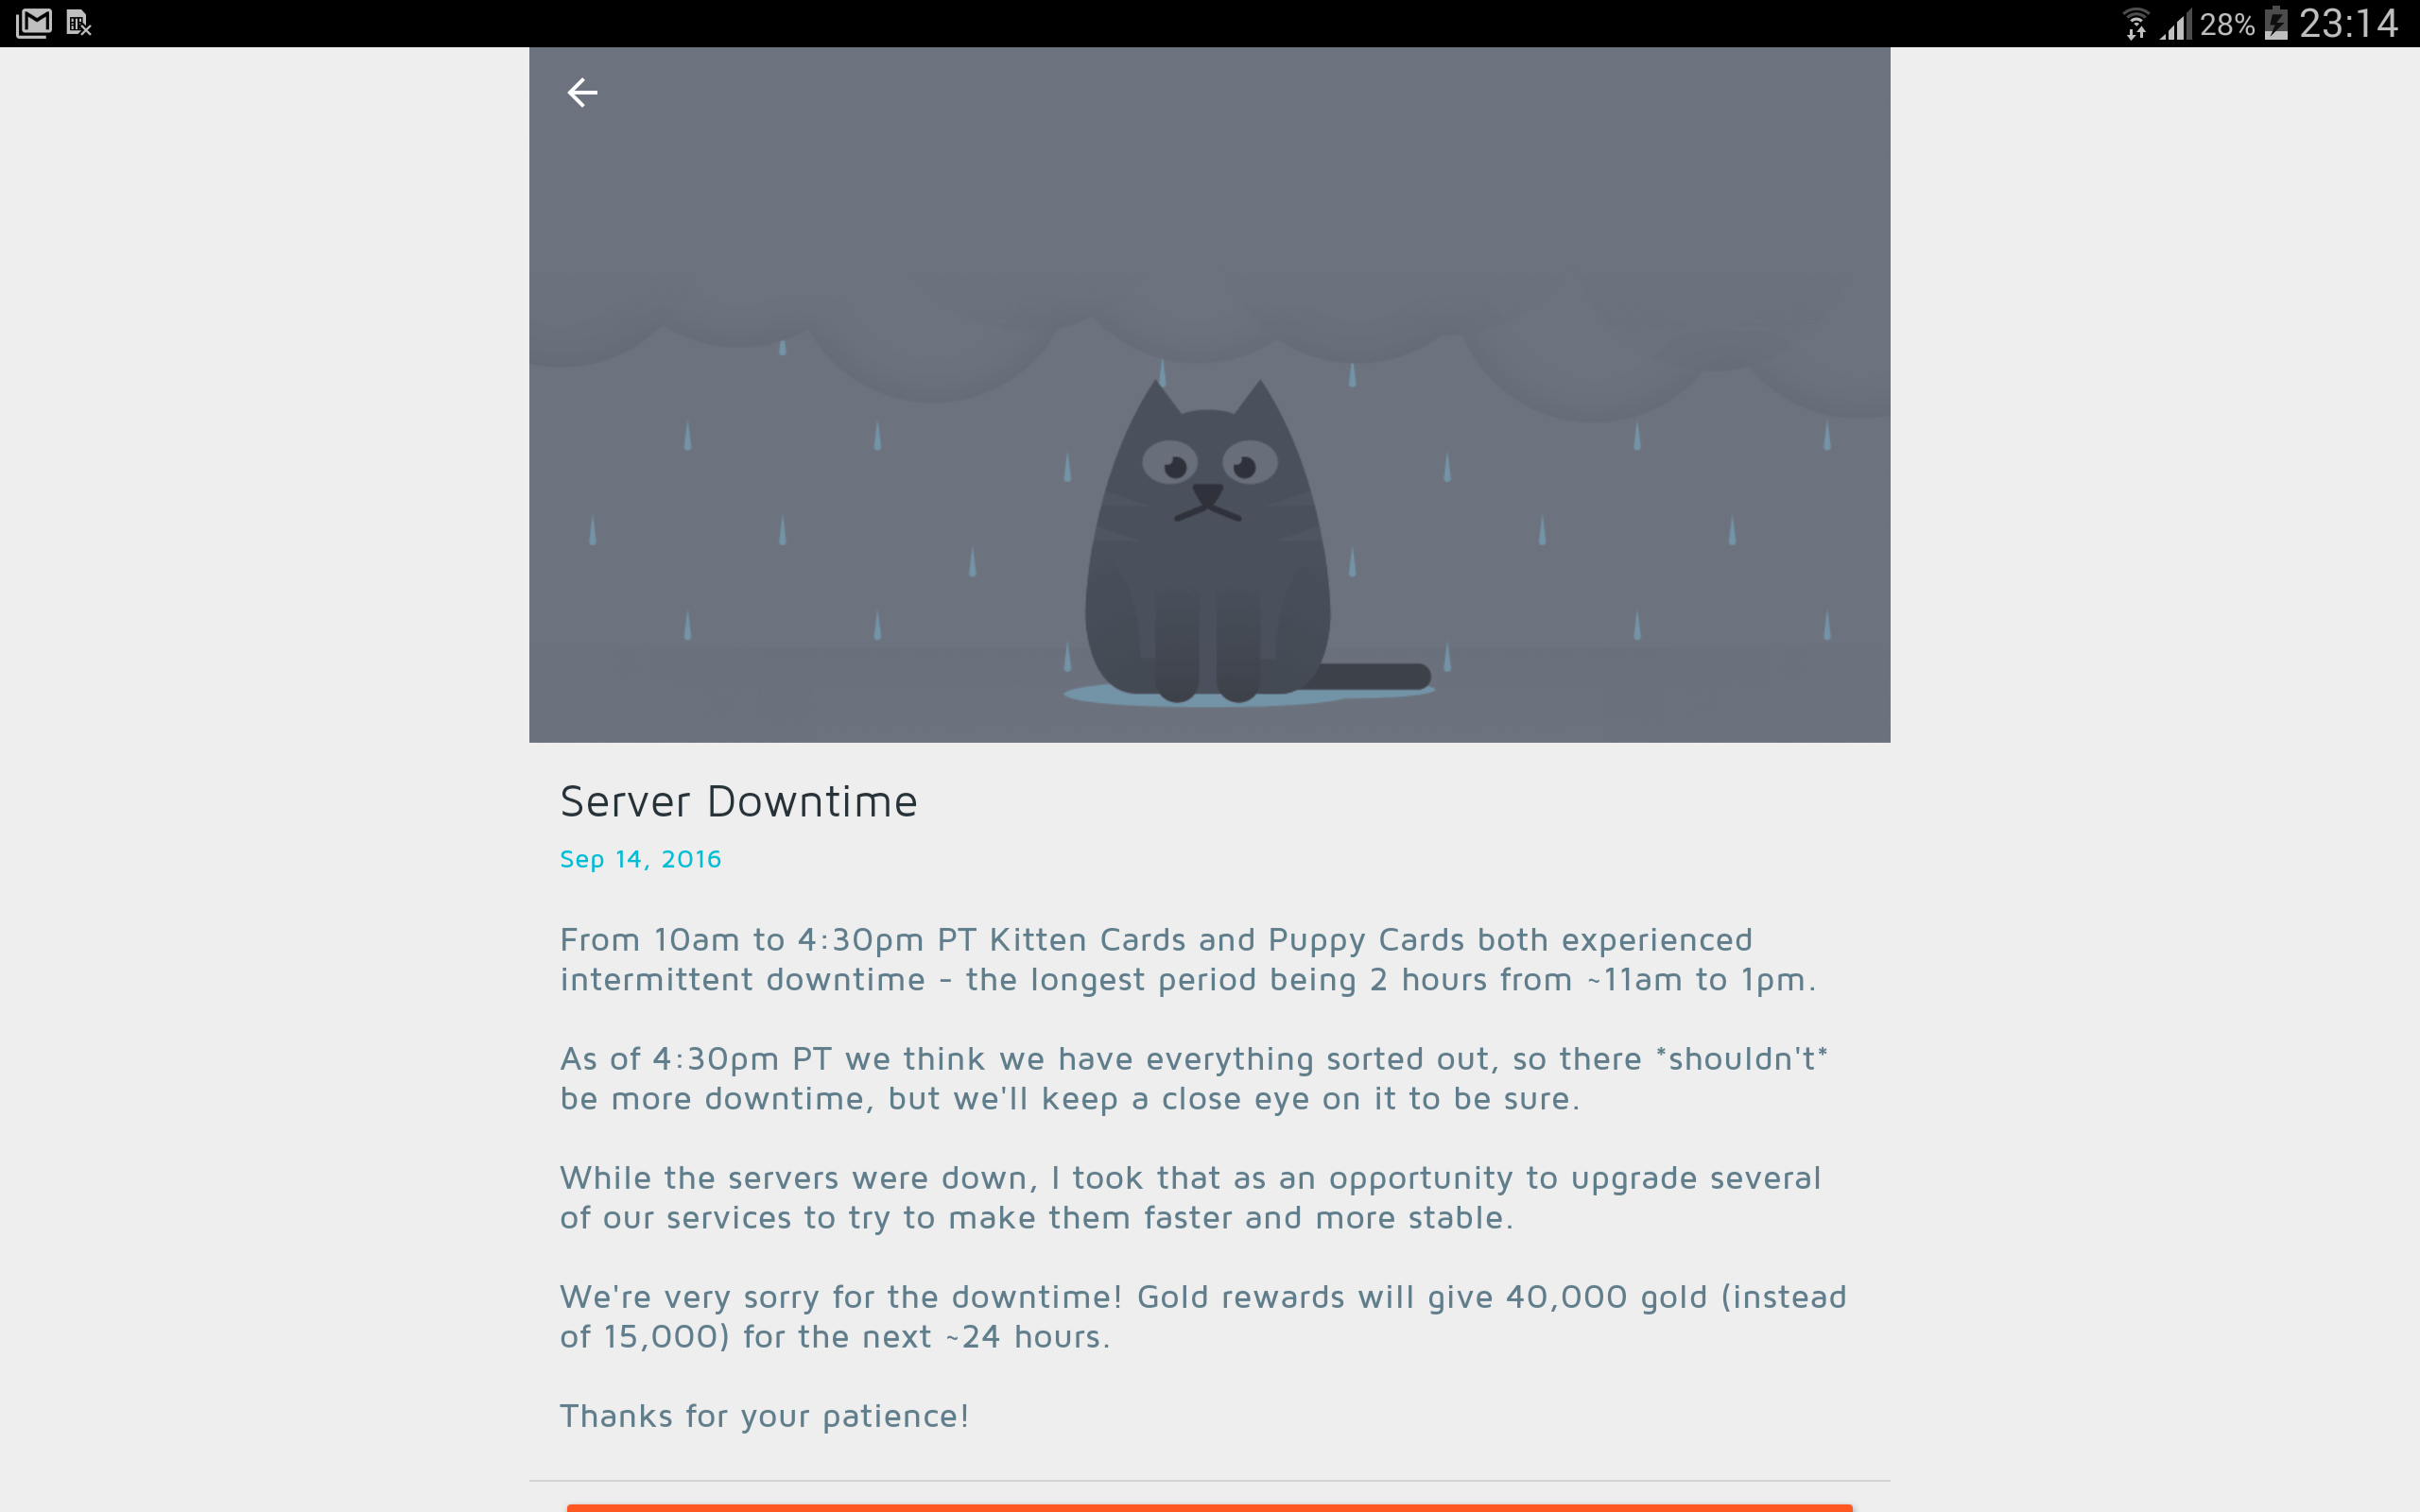 28% 23:14
Server Downtime
Sep 14, 2016
From 10am to 4:30pm PT Kitten Cards and Puppy Cards both experienced
intermittent downtime - the longest period being 2 hours from ~11am to 1pm.
As of 4:30pm PT we think we have everything sorted out, so there *shouldn't*
be more downtime, but we'll keep a close eye on it to be sure.
While the servers were down, I took that as an opportunity to upgrade several
of our services to try to make them faster and more stable.
We're very sorry for the downtime! Gold rewards will give 40,000 gold (instead
of 15,000) for the next ~24 hours.
Thanks for your patience!